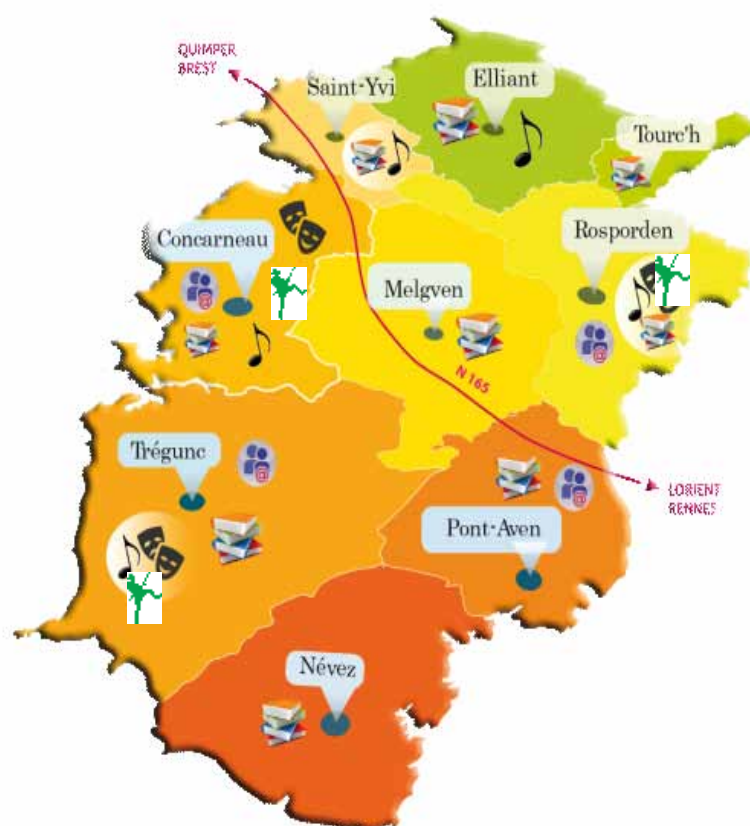 QUIMPER
BREST
Saint-Yvi
Elliant
Tourc'h
Concarneau
Rosporden
Melgven
N 165
Trégunc
LORIENT
RENNES
Pont-Aven
Névez